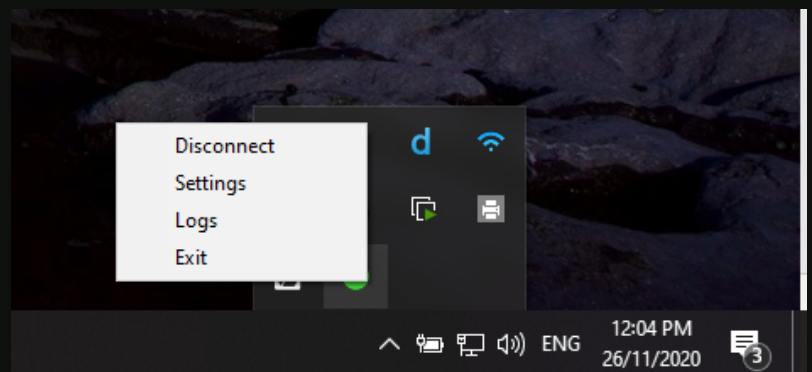 Disconnect
Settings
Logs
Exit
d
ENG
12:04 PM
26/11/2020
3